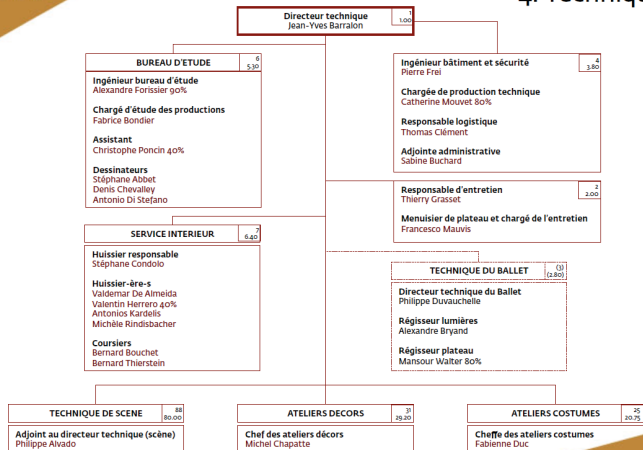 4. Technique
Directeur technique
Jean-Yves Barralon
1
1.00
BUREAU D'ETUDE
6
5.30
Ingénieur bureau d'étude
Alexandre Forissier 90%
Chargé d'étude des productions
Fabrice Bondier
Assistant
Christophe Poncin 40%
Dessinateurs
Stéphane Abbet
Denis Chevalley
Antonio Di Stefano
Ingénieur bâtiment et sécurité
4
3.80
Pierre Frei
Chargée de production technique
Catherine Mouvet 80%
Responsable logistique
Thomas Clément
Adjointe administrative
Sabine Buchard
Responsable d'entretien
2
2.00
Thierry Grasset
Menuisier de plateau et chargé de l'entretien
Francesco Mauvis
SERVICE INTERIEUR
7
6.40
Huissier responsable
Stéphane Condolo
Huissier-ère-s
Valdemar De Almeida
Valentin Herrero 40%
Antonios Kardelis
Michèle Rindisbacher
Coursiers
Bernard Bouchet
Bernard Thierstein
TECHNIQUE DU BALLET
(3)
(2.80)
Directeur technique du Ballet
Philippe Duvauchelle
Régisseur lumières
Alexandre Bryand
Régisseur plateau
Mansour Walter 80%
TECHNIQUE DE SCENE
88
80.00
Adjoint au directeur technique (scène)
Philippe Alvado
ATELIERS DECORS
31
29.20
Chef des ateliers décors
Michel Chapatte
ATELIERS COSTUMES
25
20.75
Cheffe des ateliers costumes
Fabienne Duc